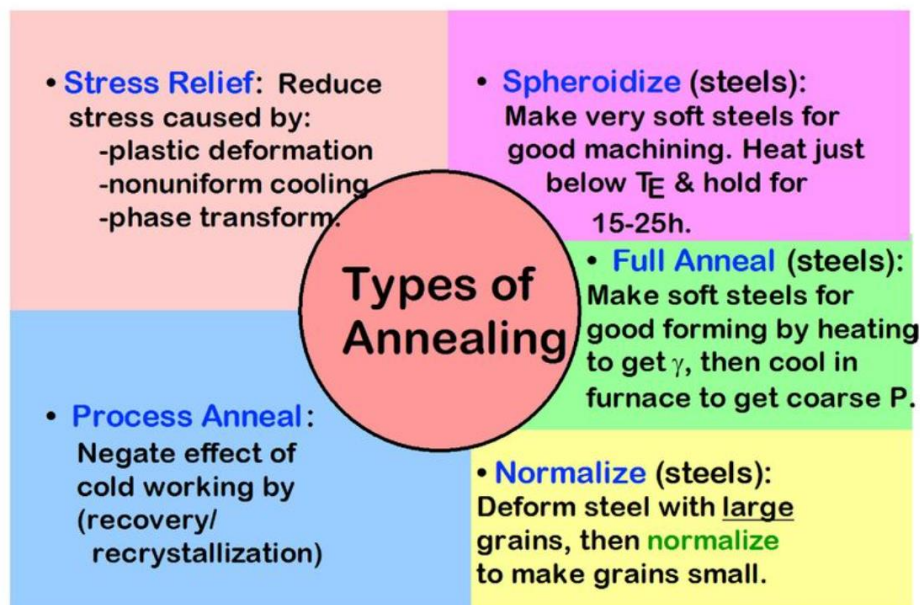 • Stress Relief: Reduce
stress caused by:
-plastic deformation
-nonuniform cooling
-phase transform.
• Spheroidize (steels):
Make very soft steels for
good machining. Heat just
below TE & hold for
15-25h.
Types of
Annealing
• Full Anneal (steels):
Make soft steels for
good forming by heating
to get γ, then cool in
furnace to get coarse P.
• Process Anneal:
Negate effect of
cold working by
(recovery/
recrystallization)
• Normalize (steels):
Deform steel with large
grains, then normalize
to make grains small.